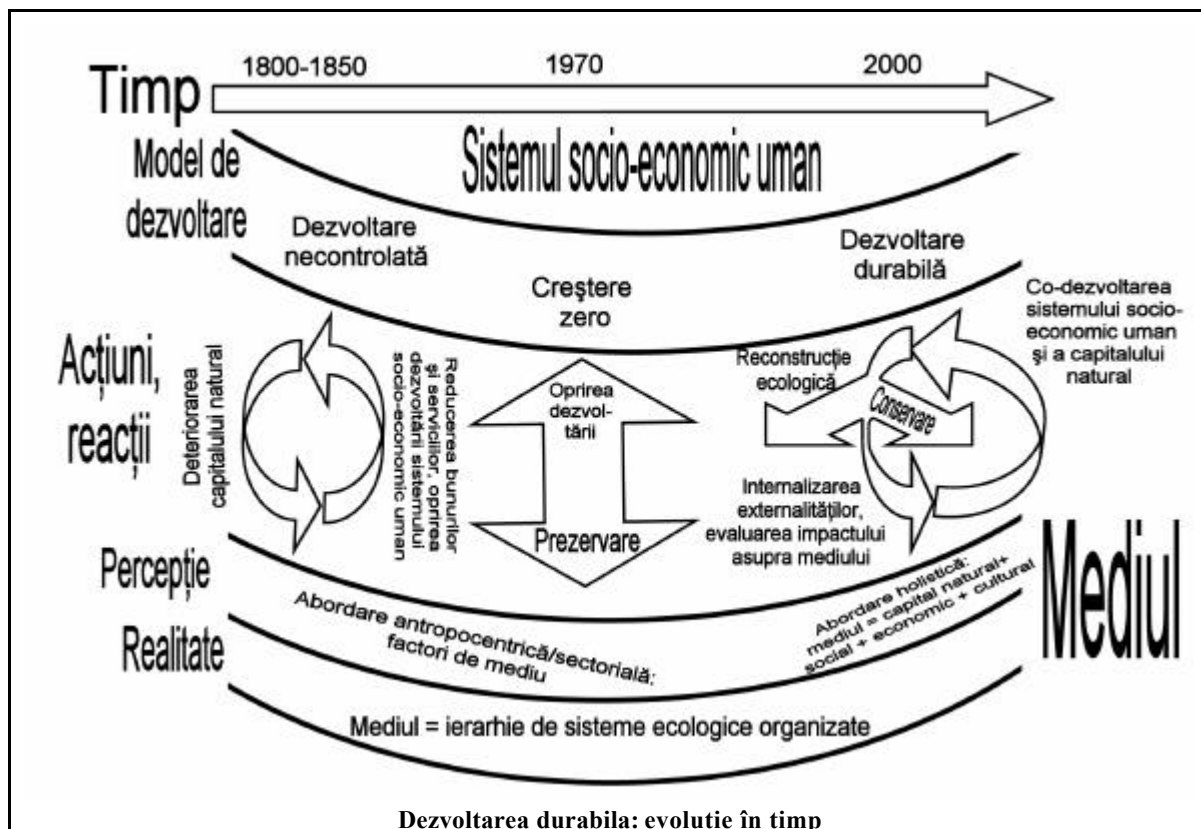 1800-1850
1970
2000
Timp
Sistemul socio-economic uman
Model de
dezvoltare
Dezvoltare
necontrolată
Creştere
zero
Dezvoltare
durabilă
Co-dezvoltarea
sistemului socio-
economic uman
şi a capitalului
natural
Acţiuni,
reacţii
Deteriorarea
capitalului natural
Reducerea bunurilor
şi serviciilor, oprirea
dezvoltării sistemului
socio-economic uman
Oprirea
dezvol-
tării
Prezervare
Reconstrucţie
ecologică
Conservare
Internalizarea
externalităţilor,
evaluarea impactului
asupra mediului
Percepţie
Abordare antropocentrică/sectorială:
factori de mediu
Abordare holistică:
mediul = capital natural+
social + economic + cultural
Mediul
Realitate
Mediul = ierarhie de sisteme ecologice organizate
Dezvoltarea durabila: evolutie în timp